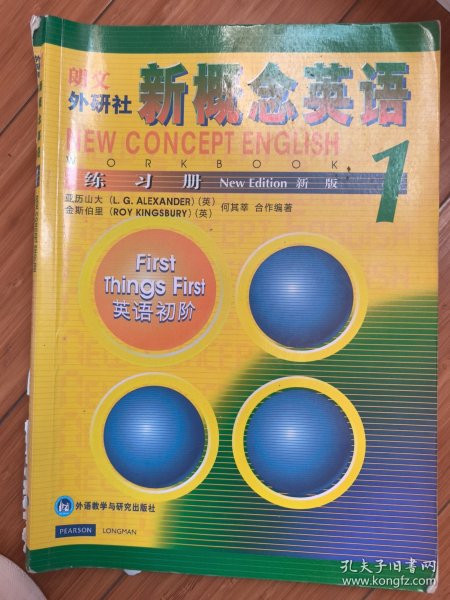 朗文
外研社 新概念英语
NEW CONCEPT ENGLISH
WORKBOOK
练习册 New Edition 新版
1
亚历山大 (L. G. ALEXANDER) (英)
金斯伯里 (ROY KINGSBURY) (英) 何其莘 合作编著
First
Things First
英语初阶
外语教学与研究出版社
PEARSON LONGMAN
孔夫子旧书网
www.kongfz.com